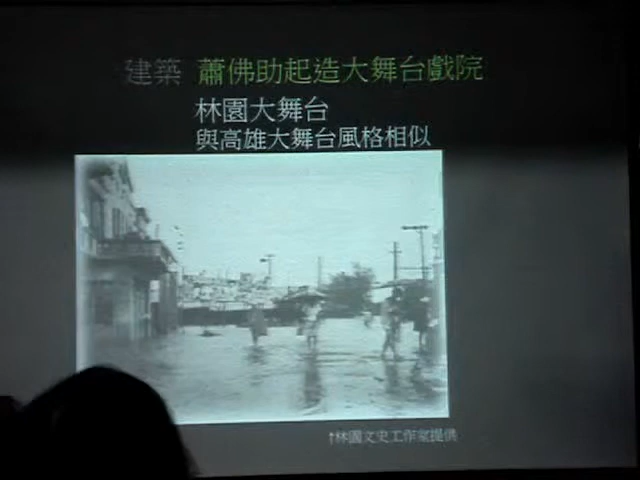 建築 蕭佛助起造大舞台戲院
林園大舞台
與高雄大舞台風格相似
↑林園文史工作室提供